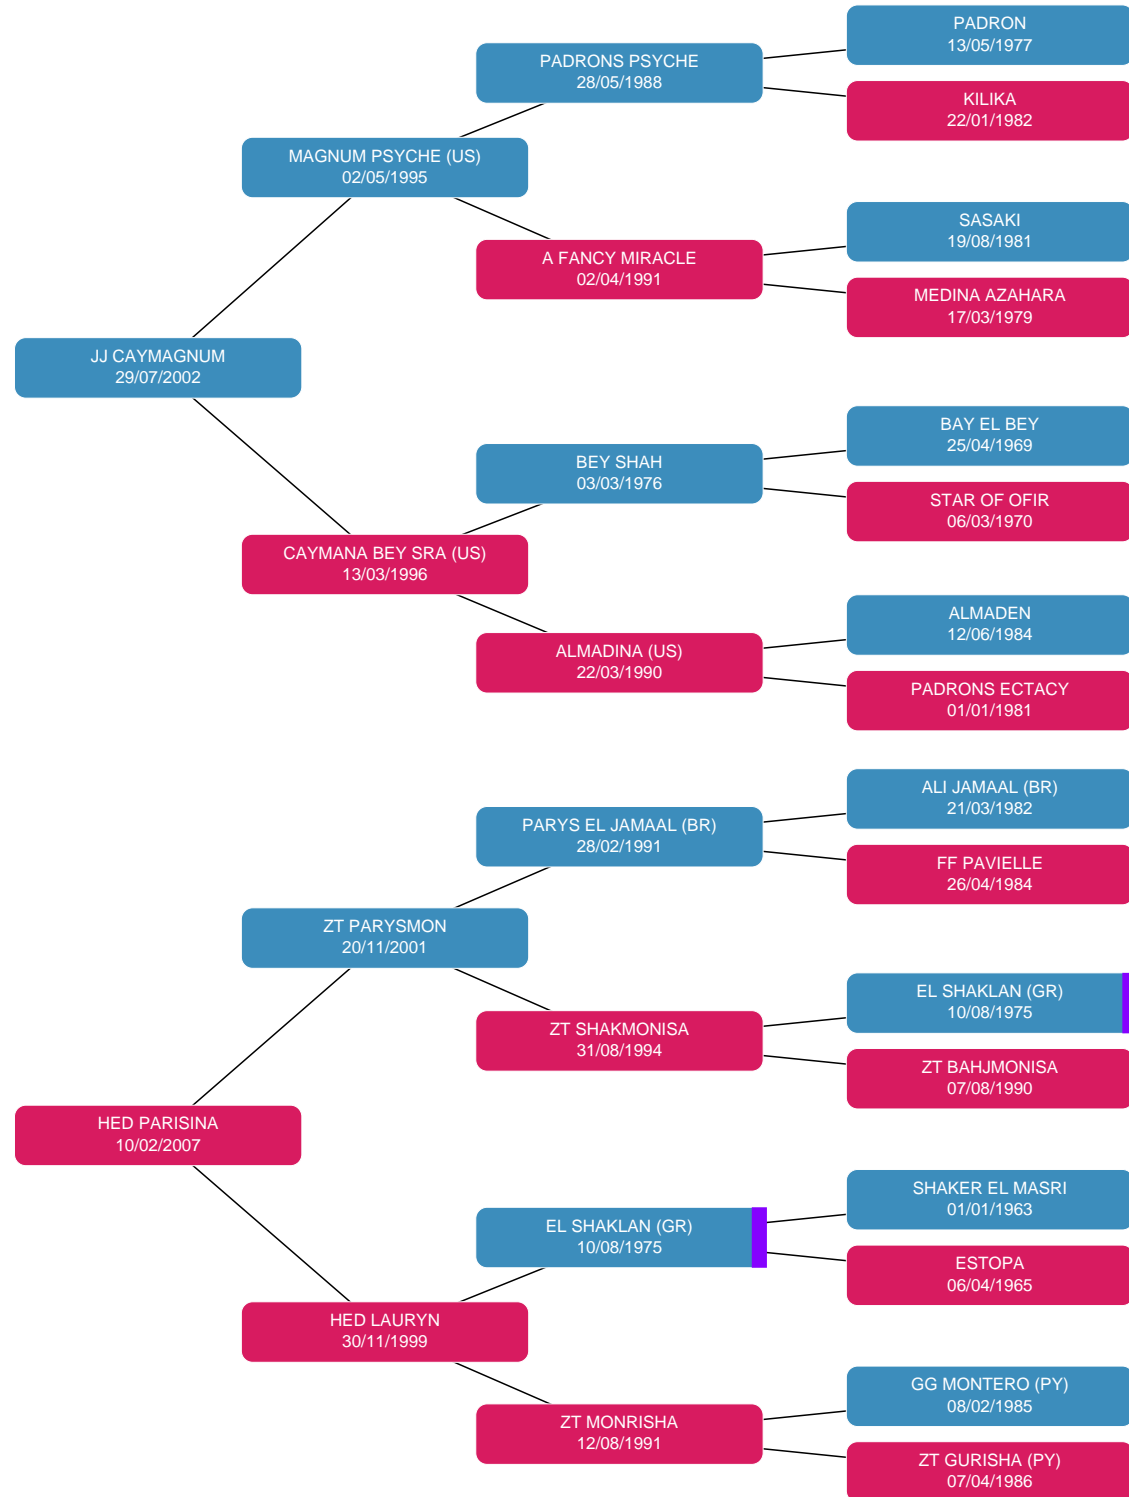 PADRON
13/05/1977
PADRONS PSYCHE
28/05/1988
KILIKA
22/01/1982
MAGNUM PSYCHE (US)
02/05/1995
SASAKI
19/08/1981
A FANCY MIRACLE
02/04/1991
MEDINA AZAHARA
17/03/1979
JJ CAYMAGNUM
29/07/2002
BAY EL BEY
25/04/1969
BEY SHAH
03/03/1976
STAR OF OFIR
06/03/1970
CAYMANA BEY SRA (US)
13/03/1996
ALMADEN
12/06/1984
ALMADINA (US)
22/03/1990
PADRONS ECTACY
01/01/1981
ALI JAMAAL (BR)
21/03/1982
PARYS EL JAMAAL (BR)
28/02/1991
FF PAVIELLE
26/04/1984
ZT PARYSMON
20/11/2001
EL SHAKLAN (GR)
10/08/1975
ZT SHAKMONISA
31/08/1994
ZT BAHJMONISA
07/08/1990
HED PARISINA
10/02/2007
SHAKER EL MASRI
01/01/1963
EL SHAKLAN (GR)
10/08/1975
ESTOPA
06/04/1965
HED LAURYN
30/11/1999
GG MONTERO (PY)
08/02/1985
ZT MONRISHA
12/08/1991
ZT GURISHA (PY)
07/04/1986